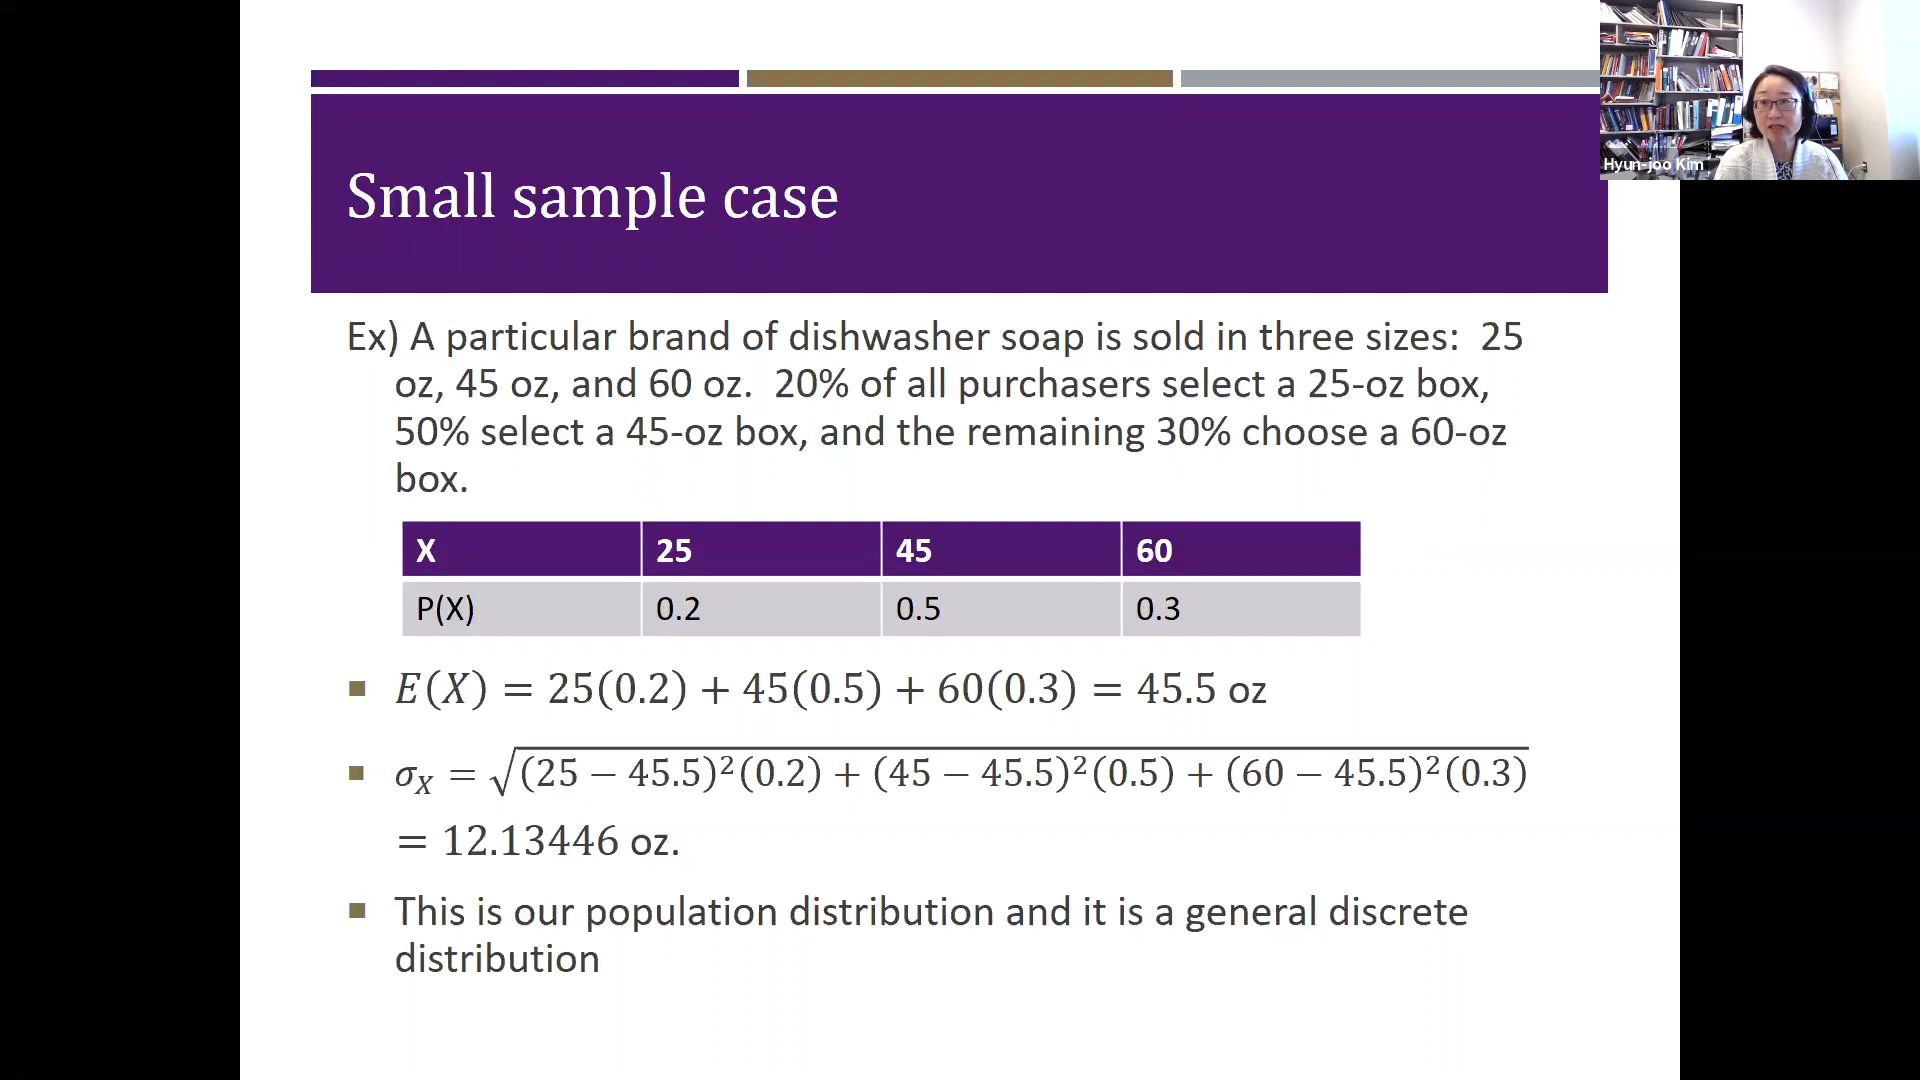 Hyun-joo Kim
Small sample case
Ex) A particular brand of dishwasher soap is sold in three sizes:  25
oz, 45 oz, and 60 oz.  20% of all purchasers select a 25-oz box,
50% select a 45-oz box, and the remaining 30% choose a 60-oz
box.
X 25 45 60
P(X) 0.2 0.5 0.3
■ E(X) = 25(0.2) + 45(0.5) + 60(0.3) = 45.5 oz
■ σ_X = √((25 − 45.5)²(0.2) + (45 − 45.5)²(0.5) + (60 − 45.5)²(0.3))
= 12.13446 oz.
■ This is our population distribution and it is a general discrete
distribution